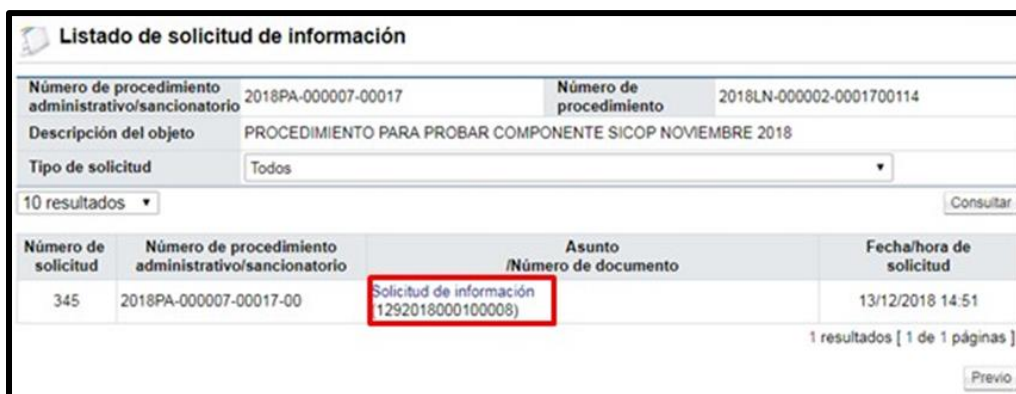 Listado de solicitud de información
Número de procedimiento administrativo/sancionatorio 2018PA-000007-00017 Número de procedimiento 2018LN-000002-0001700114
Descripción del objeto PROCEDIMIENTO PARA PROBAR COMPONENTE SICOP NOVIEMBRE 2018
Tipo de solicitud Todos
10 resultados Consultar
Número de solicitud Número de procedimiento administrativo/sancionatorio Asunto /Número de documento Fecha/hora de solicitud
345 2018PA-000007-00017-00 Solicitud de información (1292018000100008) 13/12/2018 14:51
1 resultados [ 1 de 1 páginas ]
Previo